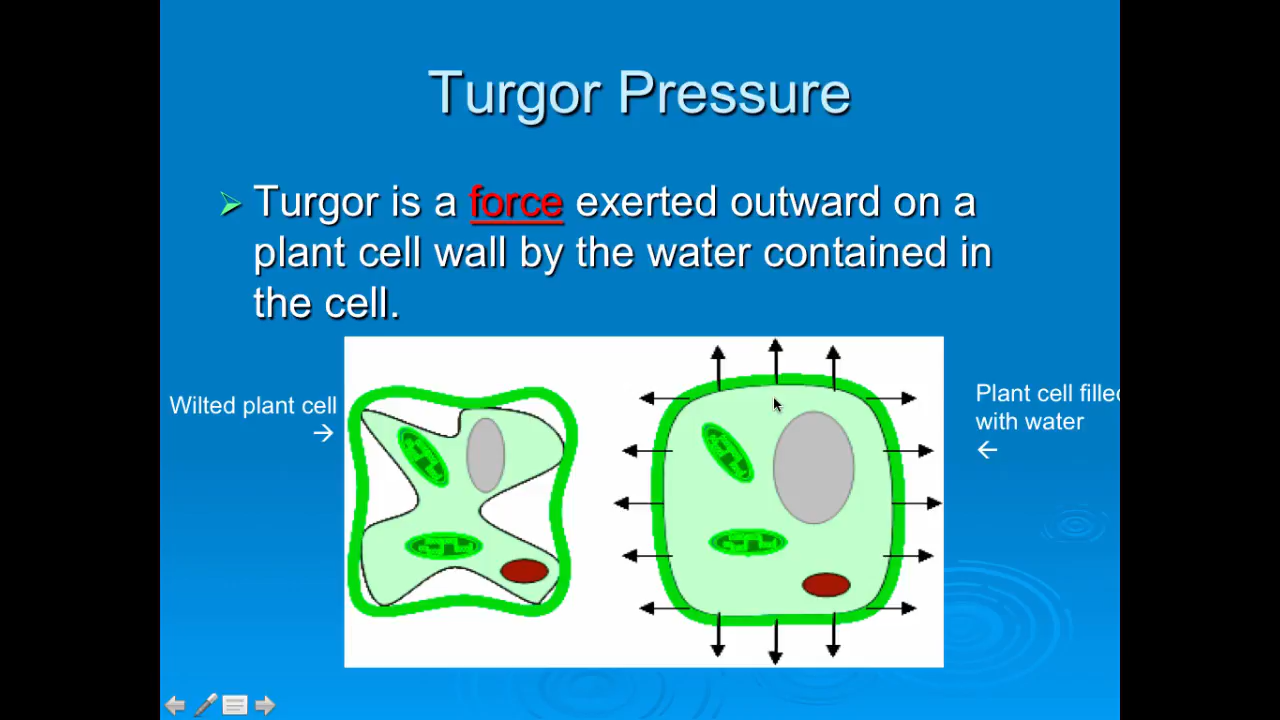 Turgor Pressure
Turgor is a force exerted outward on a
plant cell wall by the water contained in
the cell.
Wilted plant cell
→
Plant cell filled
with water
←